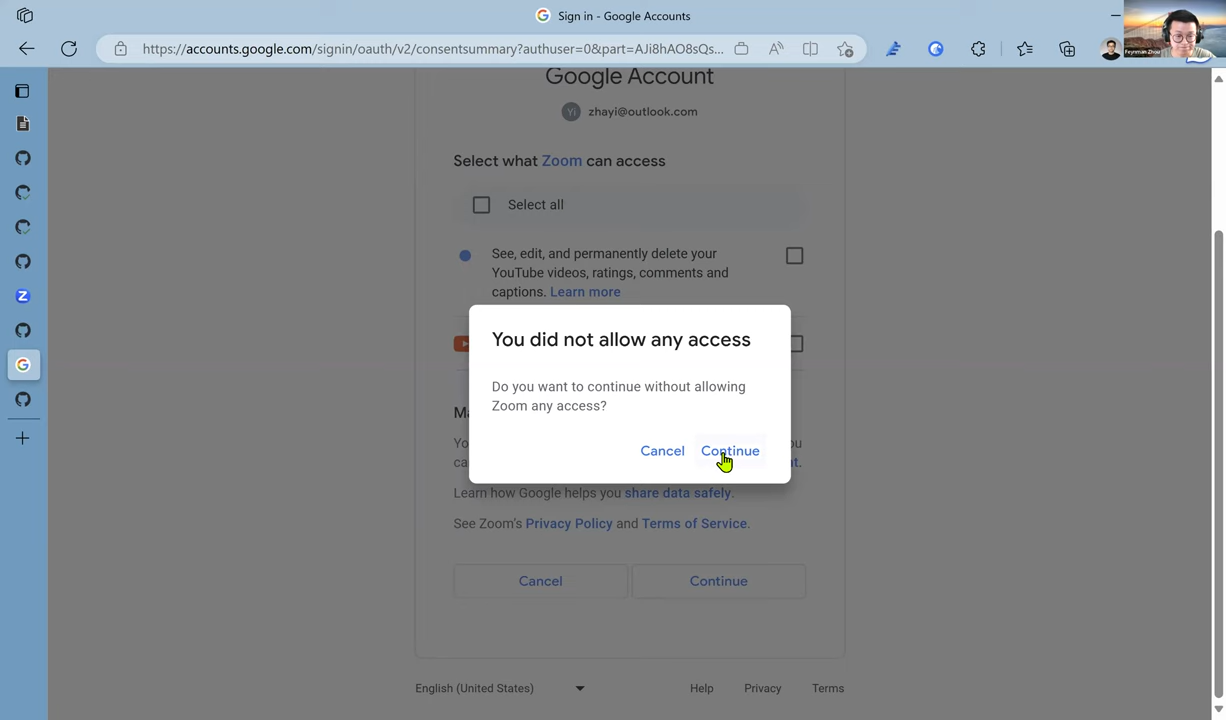 Sign in - Google Accounts
https://accounts.google.com/signin/oauth/v2/consentsummary?authuser=0&part=AJi8hAO8sQs...
Feynman Zhou
Google Account
Yi zhayi@outlook.com
Select what Zoom can access
Select all
See, edit, and permanently delete your
YouTube videos, ratings, comments and
captions. Learn more
You did not allow any access
Do you want to continue without allowing
Zoom any access?
Cancel Continue
Learn how Google helps you share data safely.
See Zoom's Privacy Policy and Terms of Service.
Cancel Continue
English (United States) Help Privacy Terms